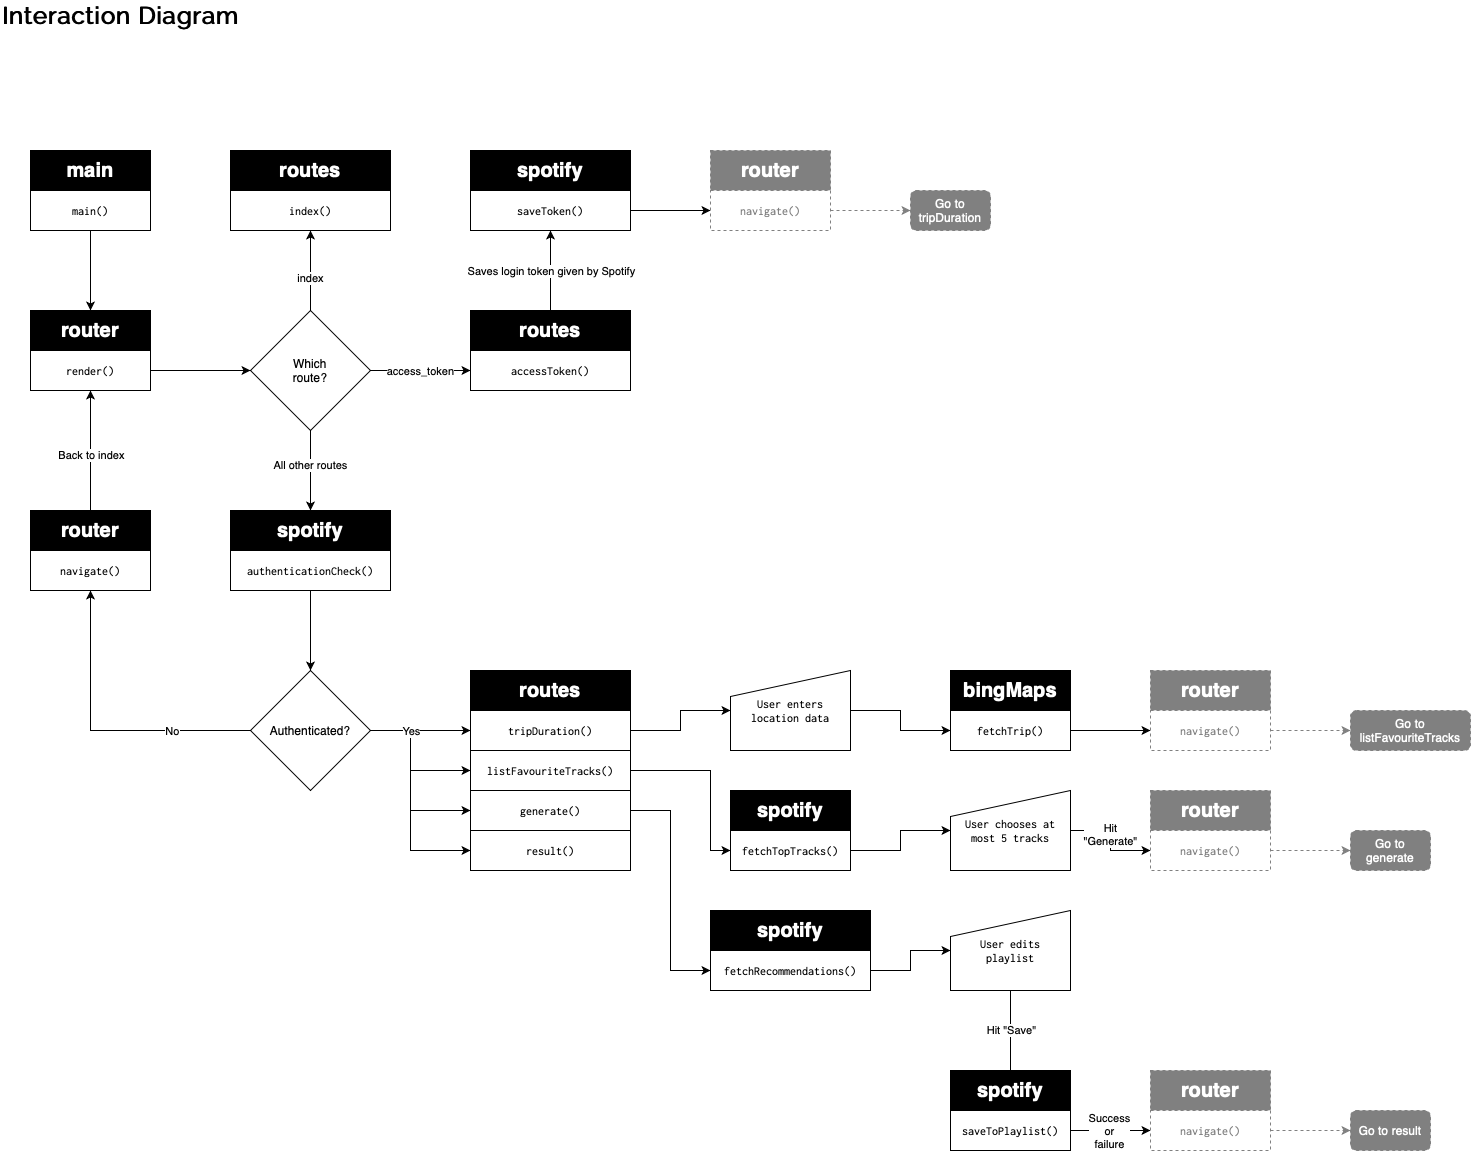 Interaction Diagram
main
main()
routes
index()
spotify
saveToken()
router
navigate()
Go to
tripDuration
index
Saves login token given by Spotify
router
render()
Which
route?
access_token
routes
accessToken()
Back to index
All other routes
router
navigate()
spotify
authenticationCheck()
No
Authenticated?
Yes
routes
tripDuration()
listFavouriteTracks()
generate()
result()
User enters
location data
bingMaps
fetchTrip()
router
navigate()
Go to
listFavouriteTracks
spotify
fetchTopTracks()
User chooses at
most 5 tracks
Hit
"Generate"
router
navigate()
Go to
generate
spotify
fetchRecommendations()
User edits
playlist
Hit "Save"
spotify
saveToPlaylist()
Success
or
failure
router
navigate()
Go to result